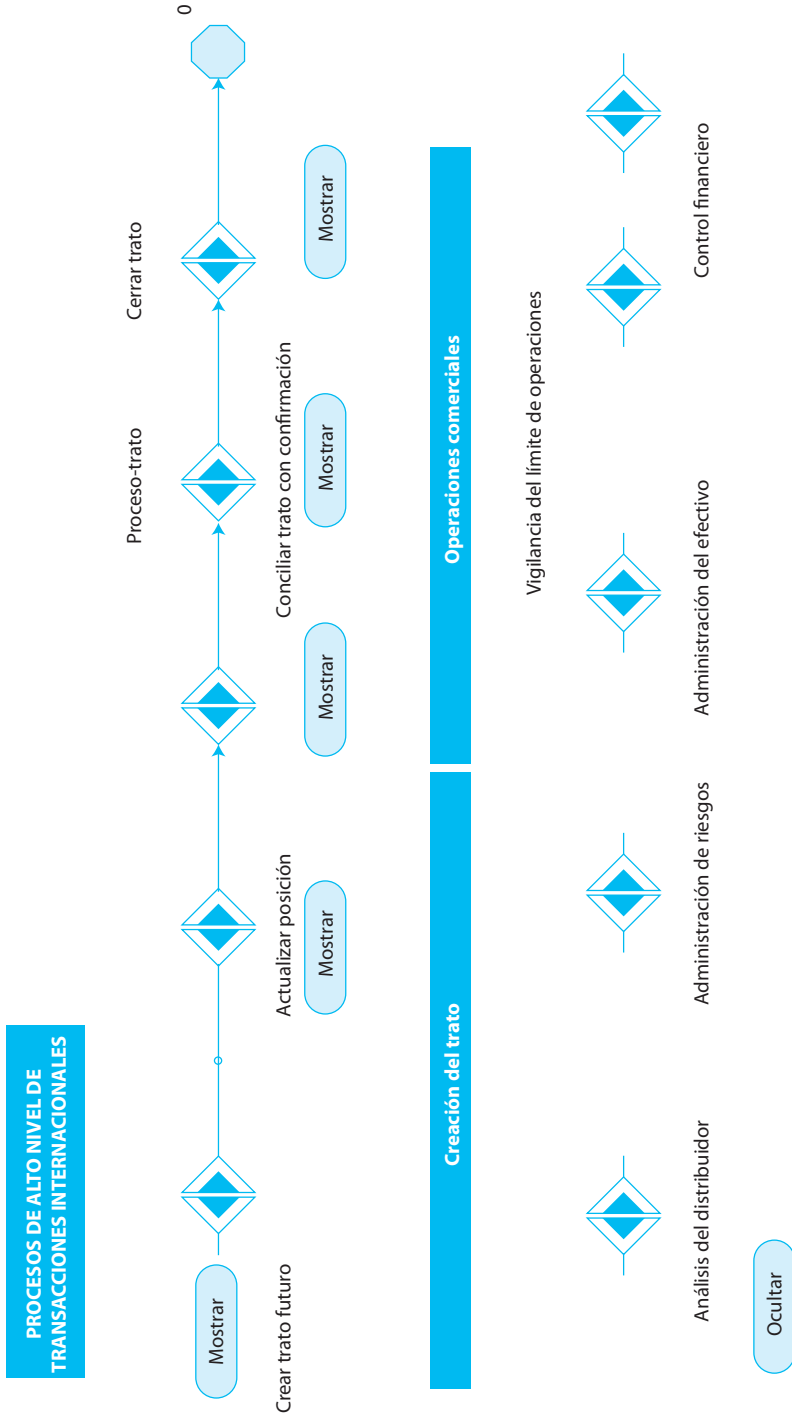 PROCESOS DE ALTO NIVEL DE
TRANSACCIONES INTERNACIONALES
0
Proceso-trato
Cerrar trato
Mostrar
Crear trato futuro
Actualizar posición
Conciliar trato con confirmación
Mostrar
Mostrar
Mostrar
Mostrar
Creación del trato
Operaciones comerciales
Vigilancia del límite de operaciones
Análisis del distribuidor
Administración de riesgos
Administración del efectivo
Control financiero
Ocultar